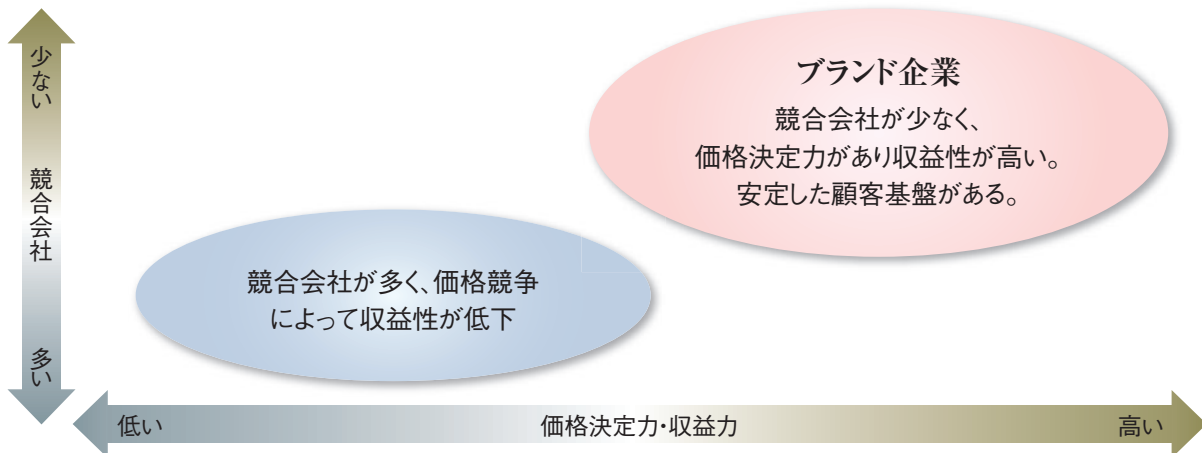 少ない
競合会社
多い
ブランド企業
競合会社が少なく、
価格決定力があり収益性が高い。
安定した顧客基盤がある。
競合会社が多く、価格競争
によって収益性が低下
低い
価格決定力・収益力
高い